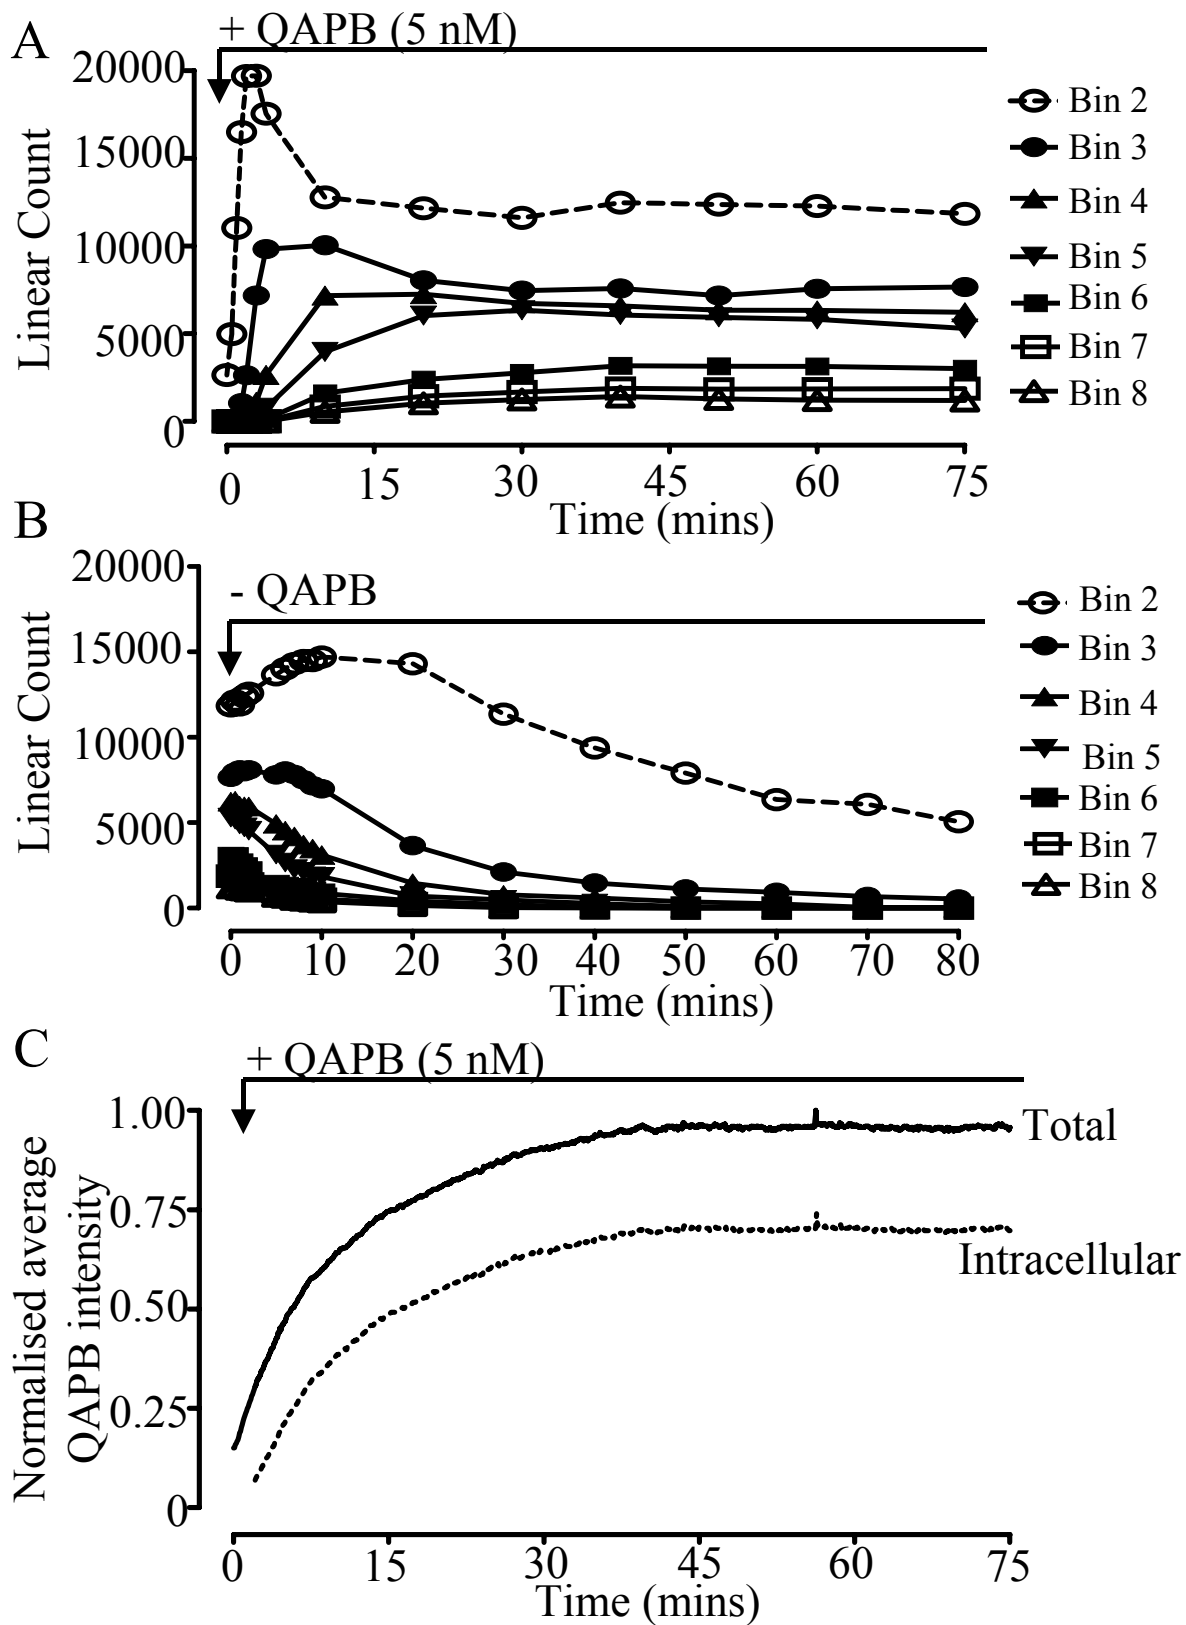 A
+ QAPB (5 nM)
Linear Count
20000
15000
10000
5000
0
0 15 30 45 60 75
Time (mins)
Bin 2
Bin 3
Bin 4
Bin 5
Bin 6
Bin 7
Bin 8
B
- QAPB
Linear Count
20000
15000
10000
5000
0
0 10 20 30 40 50 60 70 80
Time (mins)
Bin 2
Bin 3
Bin 4
Bin 5
Bin 6
Bin 7
Bin 8
C
+ QAPB (5 nM)
Normalised average
QAPB intensity
1.00
0.75
0.50
0.25
0
Total
Intracellular
0 15 30 45 60 75
Time (mins)